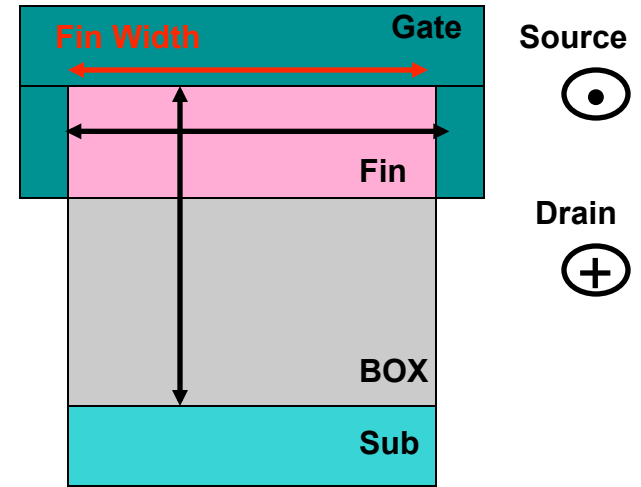 Fin Width
Gate
Source
Fin
Drain
BOX
Sub